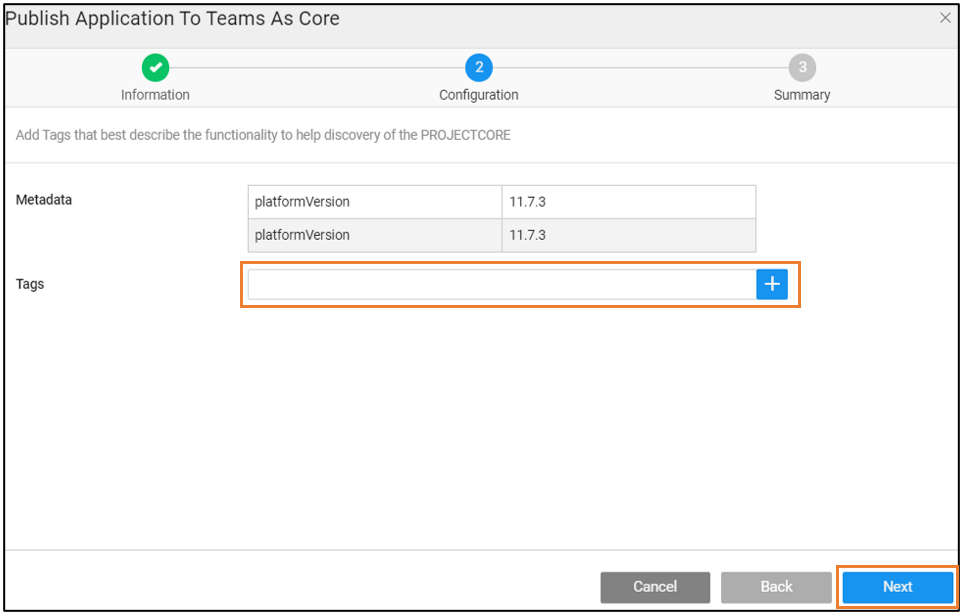 Publish Application To Teams As Core
2
3
Information
Configuration
Summary
Add Tags that best describe the functionality to help discovery of the PROJECTCORE
Metadata
platformVersion 11.7.3
platformVersion 11.7.3
Tags
Cancel Back Next